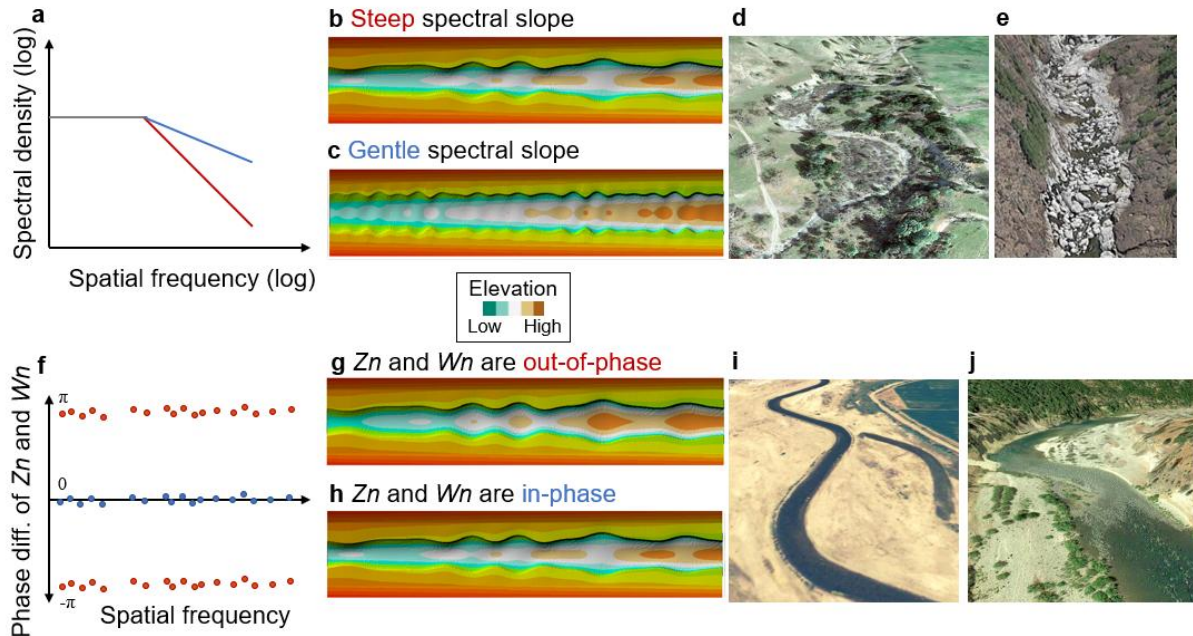 a
Spectral density (log)
Spatial frequency (log)
b Steep spectral slope
c Gentle spectral slope
d
e
Elevation
Low High
f
Phase diff. of Zn and Wn
π
0
-π
Spatial frequency
g Zn and Wn are out-of-phase
h Zn and Wn are in-phase
i
j